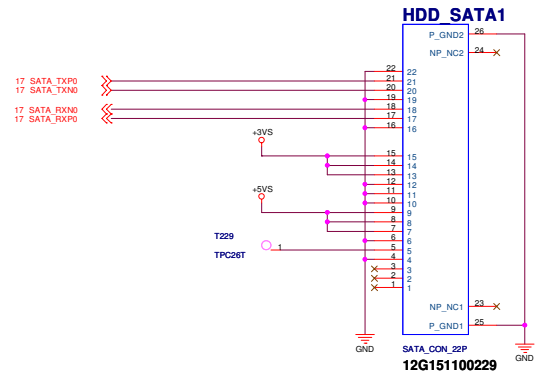 HDD_SATA1
P_GND2 26
NP_NC2 24
22 22
17 SATA_TXP0 21 21
17 SATA_TXN0 20 20
19 19
17 SATA_RXN0 18 18
17 SATA_RXP0 17 17
16 16
+3VS
15 15
14 14
13 13
12 12
+5VS 11 11
10 10
9 9
8 8
7 7
T229 6 6
1 5 5
TPC26T 4 4
3 3
2 2
1 1
NP_NC1 23
P_GND1 25
GND SATA_CON_22P GND
12G151100229